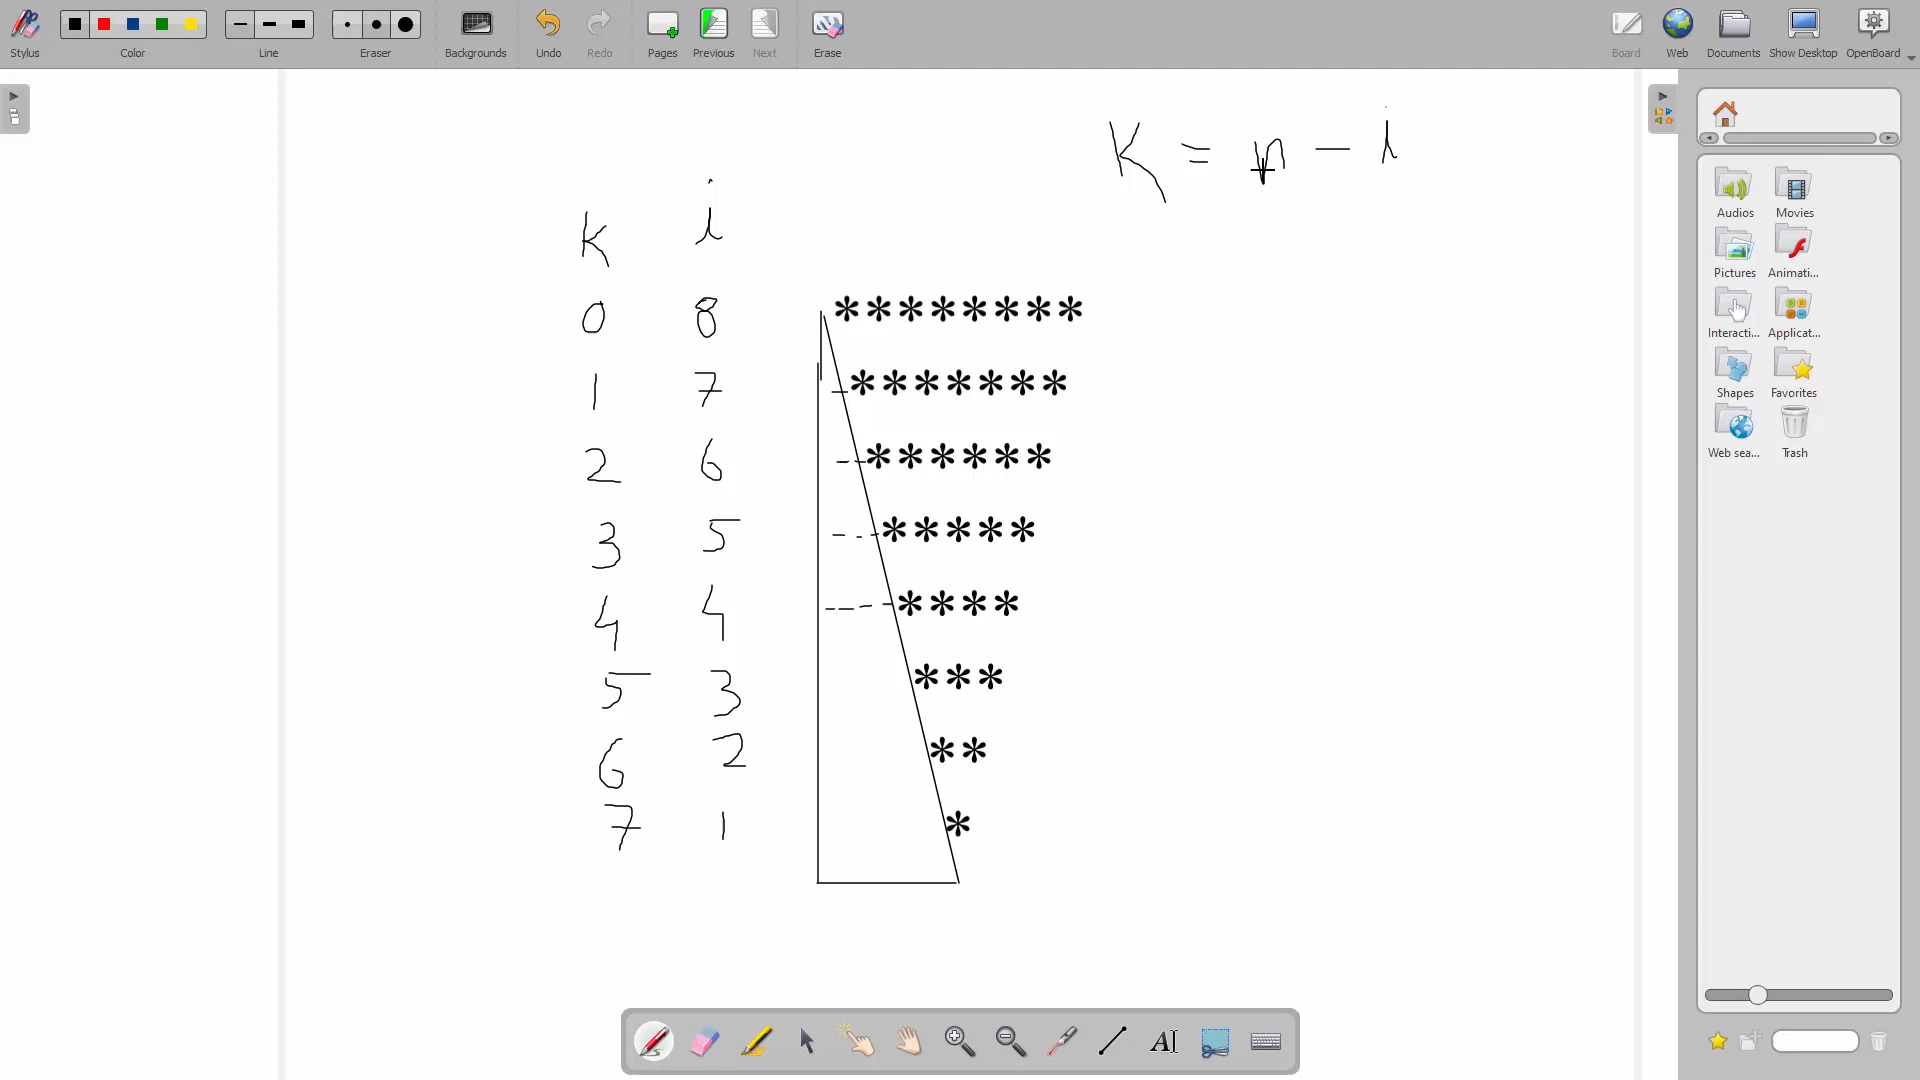 Stylus Color Line Eraser Backgrounds Undo Redo Pages Previous Next Erase Board Web Documents Show Desktop OpenBoard
K = n - i
k i
0 8 ********
1 7 *******
2 6 ******
3 5 *****
4 4 ****
5 3 ***
6 2 **
7 1 *
Audios Movies
Pictures Animati...
Interacti... Applicat...
Shapes Favorites
Web sea... Trash